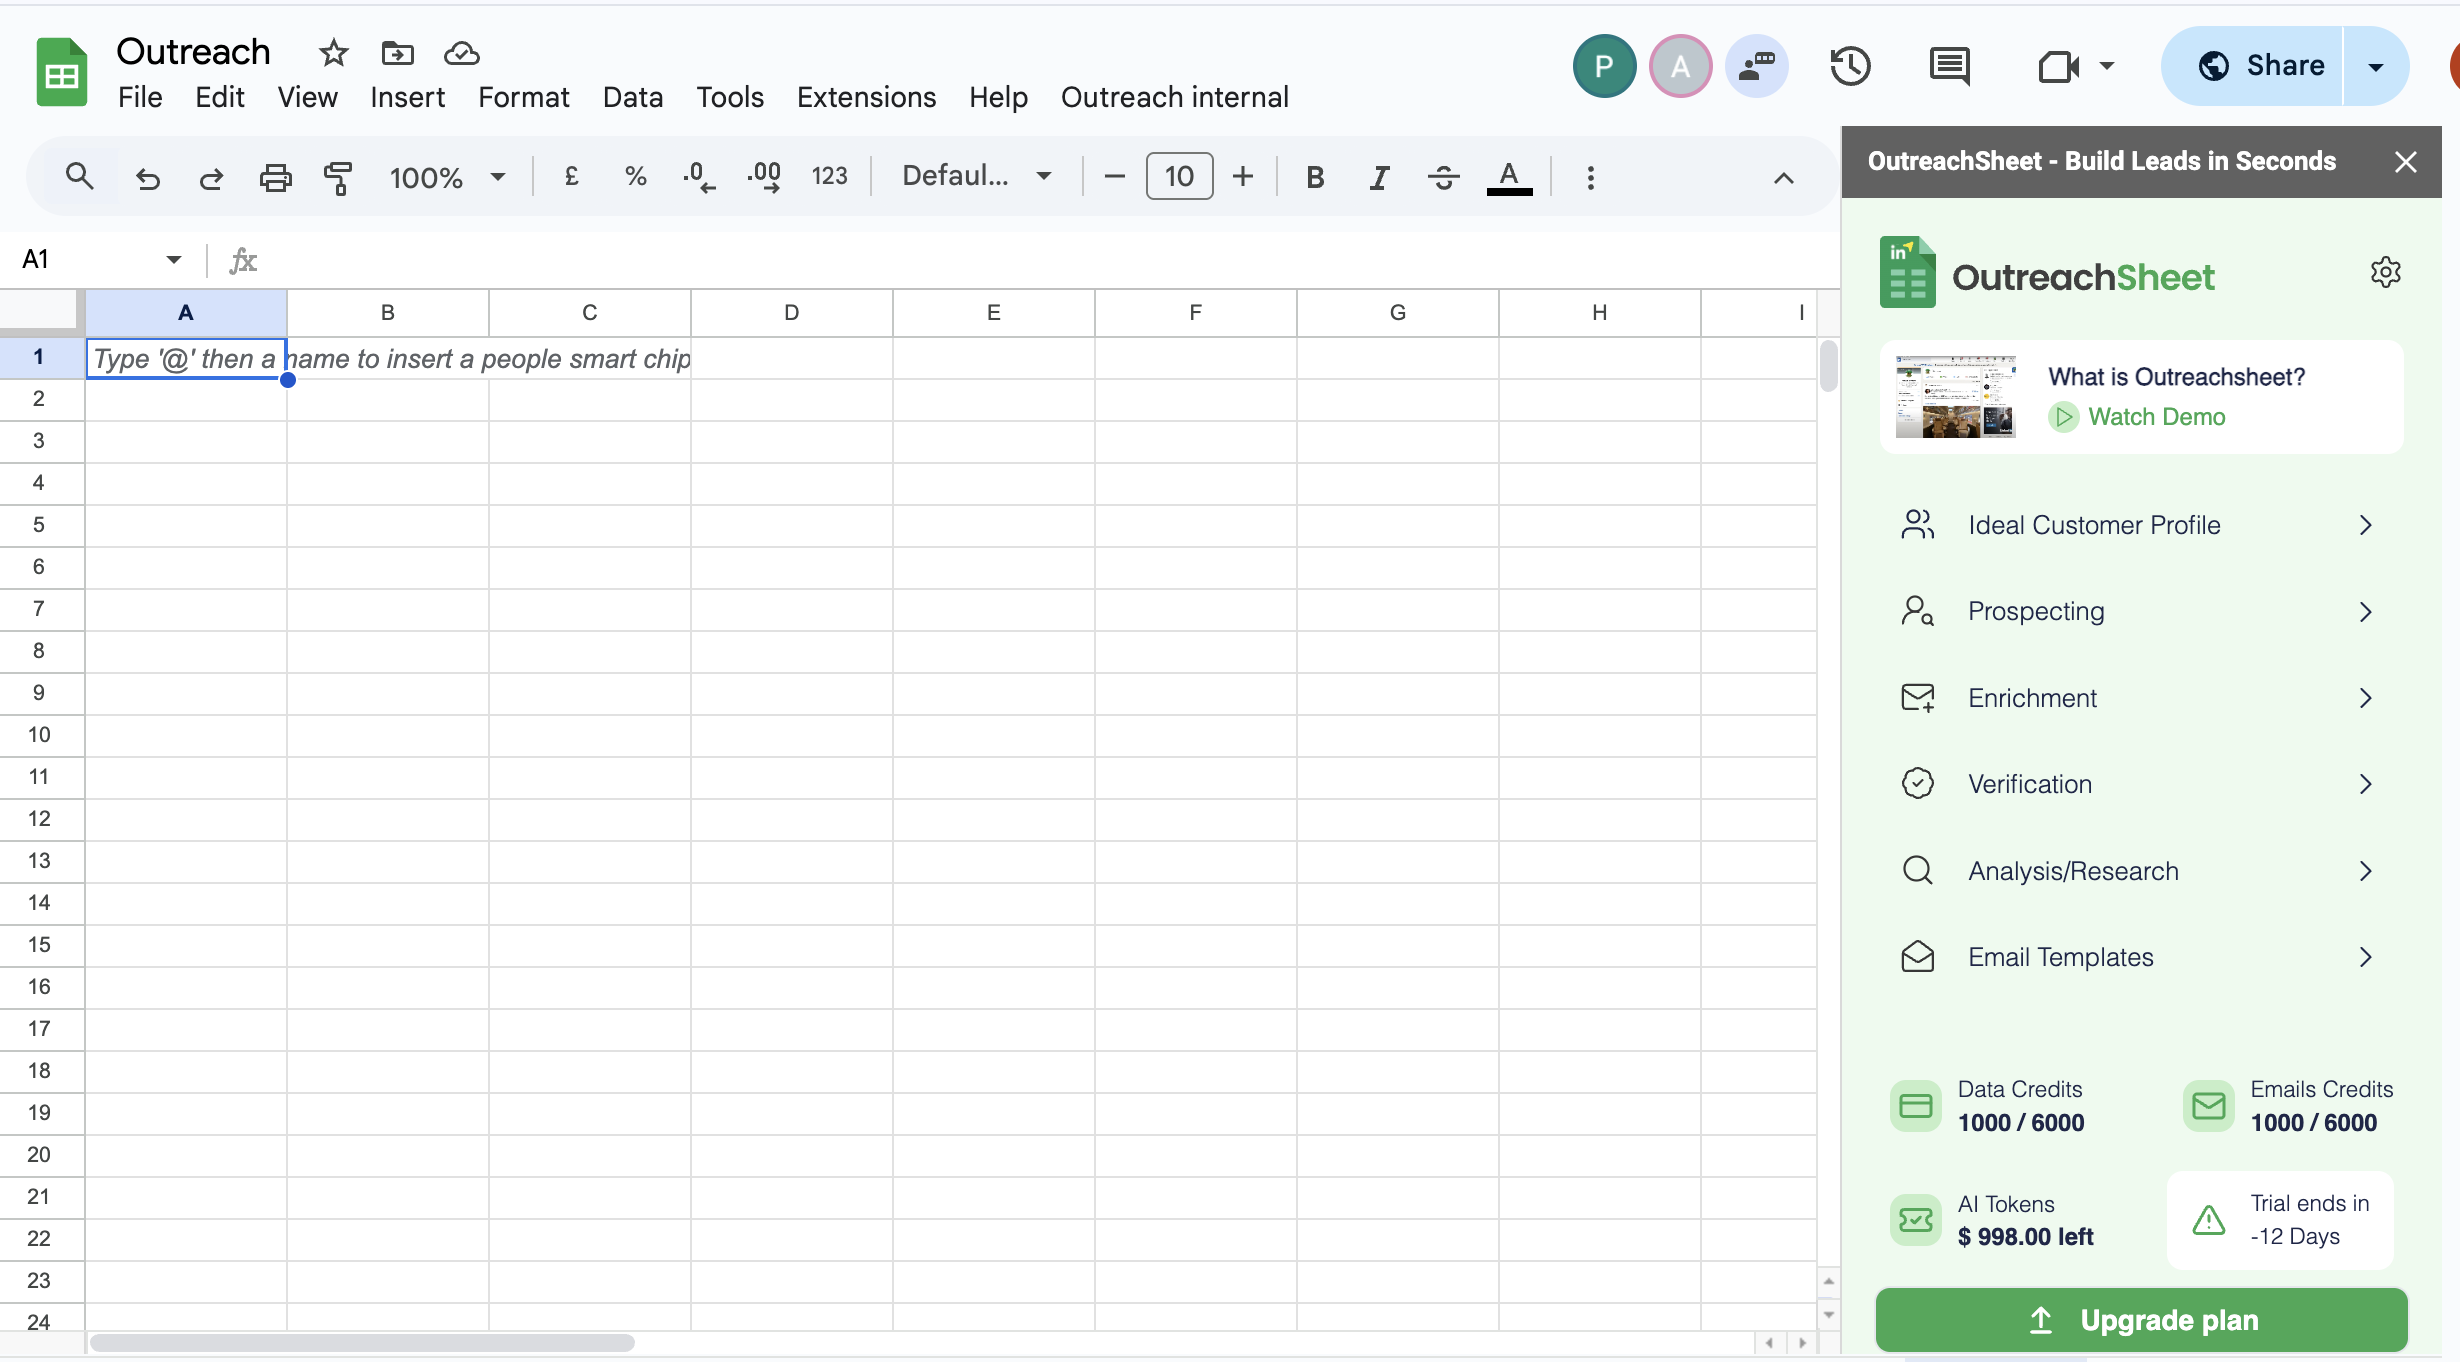 Outreach
File Edit View Insert Format Data Tools Extensions Help Outreach internal
P A
Share
100% £ % .0 .00 123 Defaul... 10 B I A
A1 fx
A B C D E F G H I
1 Type '@' then a name to insert a people smart chip
2
3
4
5
6
7
8
9
10
11
12
13
14
15
16
17
18
19
20
21
22
23
24
OutreachSheet - Build Leads in Seconds
in
OutreachSheet
What is Outreachsheet?
Watch Demo
Ideal Customer Profile
Prospecting
Enrichment
Verification
Analysis/Research
Email Templates
Data Credits
1000 / 6000
Emails Credits
1000 / 6000
AI Tokens
$ 998.00 left
Trial ends in
-12 Days
Upgrade plan